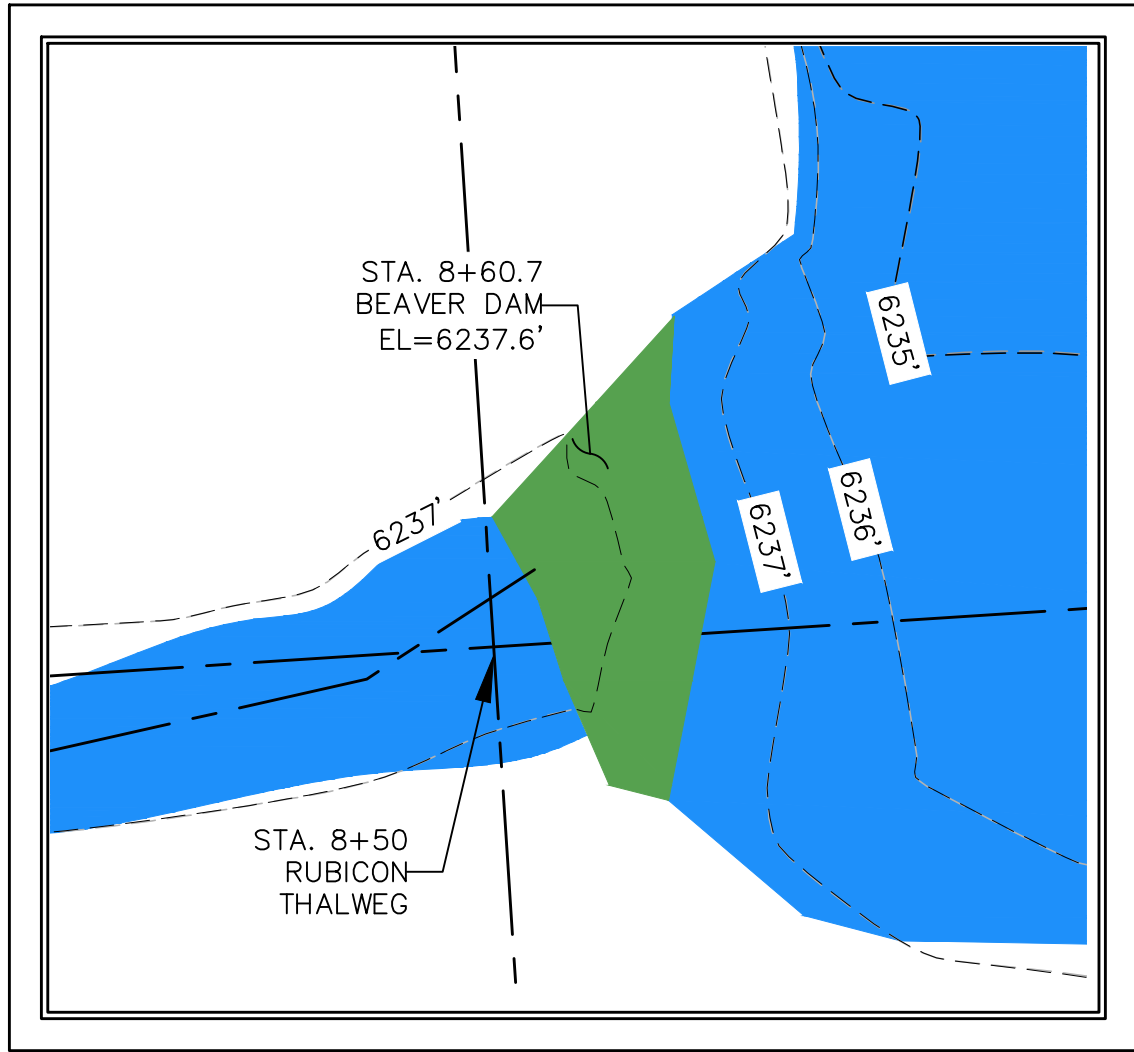 STA. 8+60.7
BEAVER DAM
EL=6237.6'
6235'
6237'
6236'
6237'
STA. 8+50
RUBICON
THALWEG